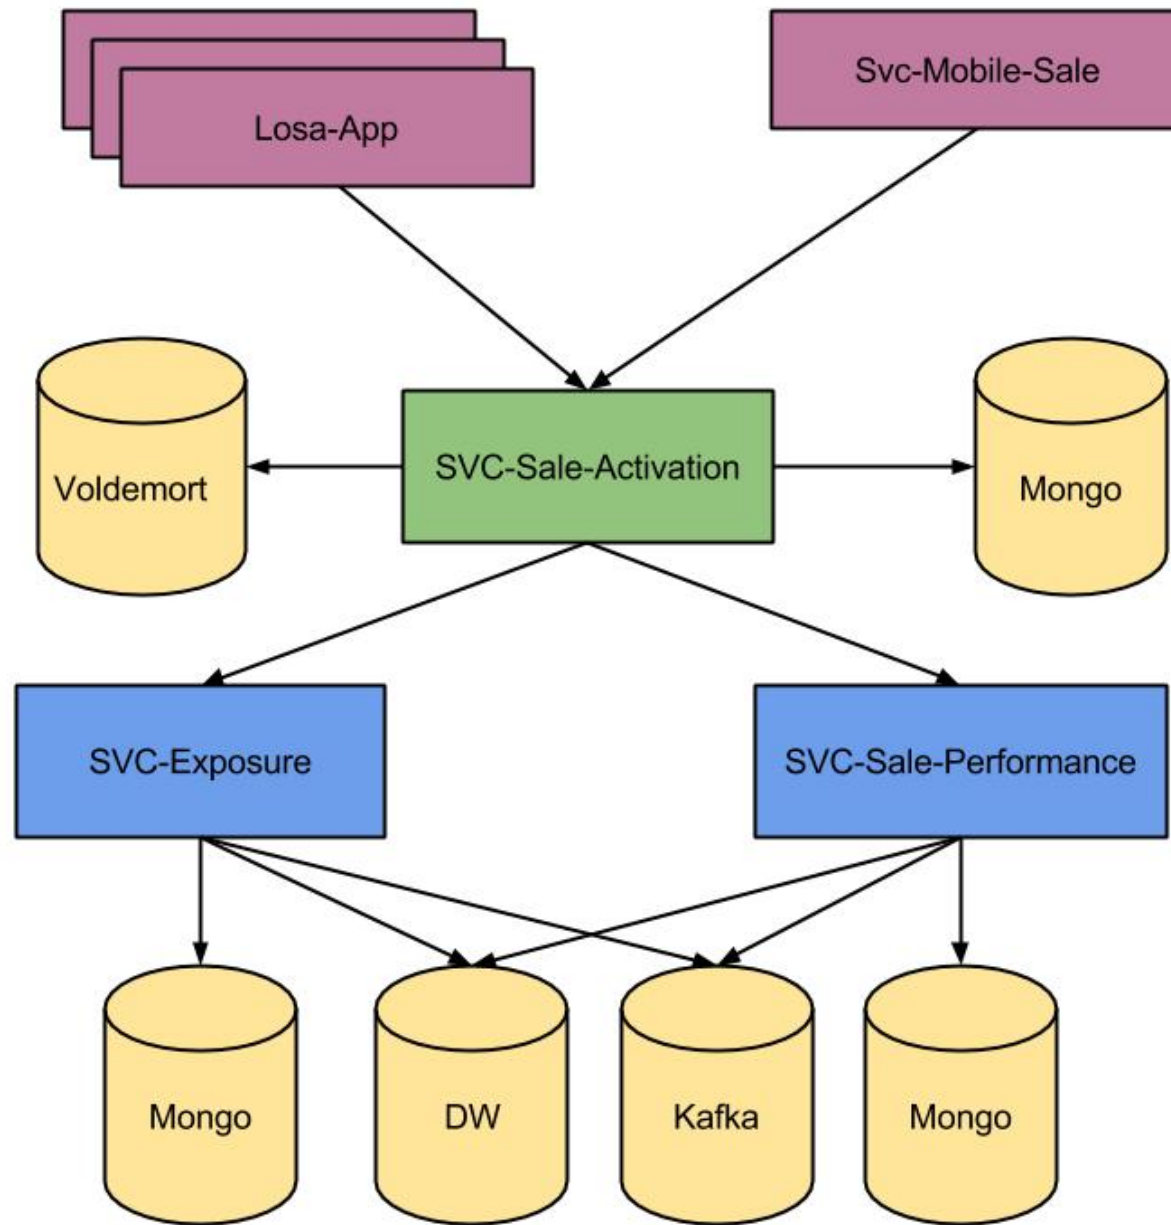 Losa-App
Svc-Mobile-Sale
Voldemort
SVC-Sale-Activation
Mongo
SVC-Exposure
SVC-Sale-Performance
Mongo
DW
Kafka
Mongo